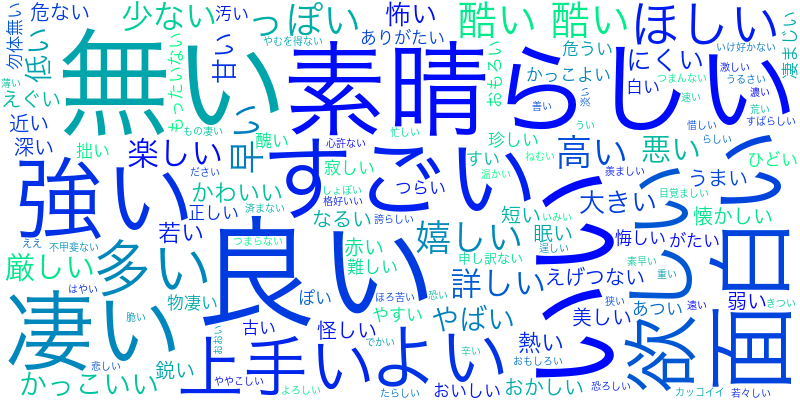 勿体無い
危ない
汚い
少ない
っぽい
怖い
酷い
酷い
ほしい
凄まじい
低い
無い
甘い
やむを得ない
ありがたい
おもろい
危うい
にくい
いけ好かない
薄い
えぐい
もったいない
素晴らしい
かっこよい
白い
つまんない
激しい
うるさい
近い
もの凄い
早い
善い
淡い
速い
濃い
荒い
深い
拙い
醜い
心許ない
忙しい
珍しい
うい
惜しい
すばらしい
強い
楽しい
ださい
すごい
寂しい
すい
ねむい
高い
悪い
らしい
ひどい
かわいい
しょぼい
つらい
温かい
羨ましい
うまい
正しい
済まない
格好いい
大きい
目覚ましい
ええ
若い
良い
なるい
誇らしい
短い
いみい
懐かしい
不甲斐ない
多い
つまらない
赤い
嬉しい
眠い
逞しい
悔しい
がたい
面白い
厳しい
難しい
申し訳ない
いい
素早い
はやい
物凄い
ぽい
ほろ苦い
恐い
詳しい
えげつない
重い
凄い
脆い
やすい
やばい
狭い
あつい
弱い
遠い
きつい
古い
怪しい
美しい
欲しい
おおい
でかい
熱い
悲しい
鋭い
上手い
よい
辛い
おもしろい
かっこいい
ややこしい
よろしい
たらしい
おいしい
おかしい
恐ろしい
カッコイイ
若々しい